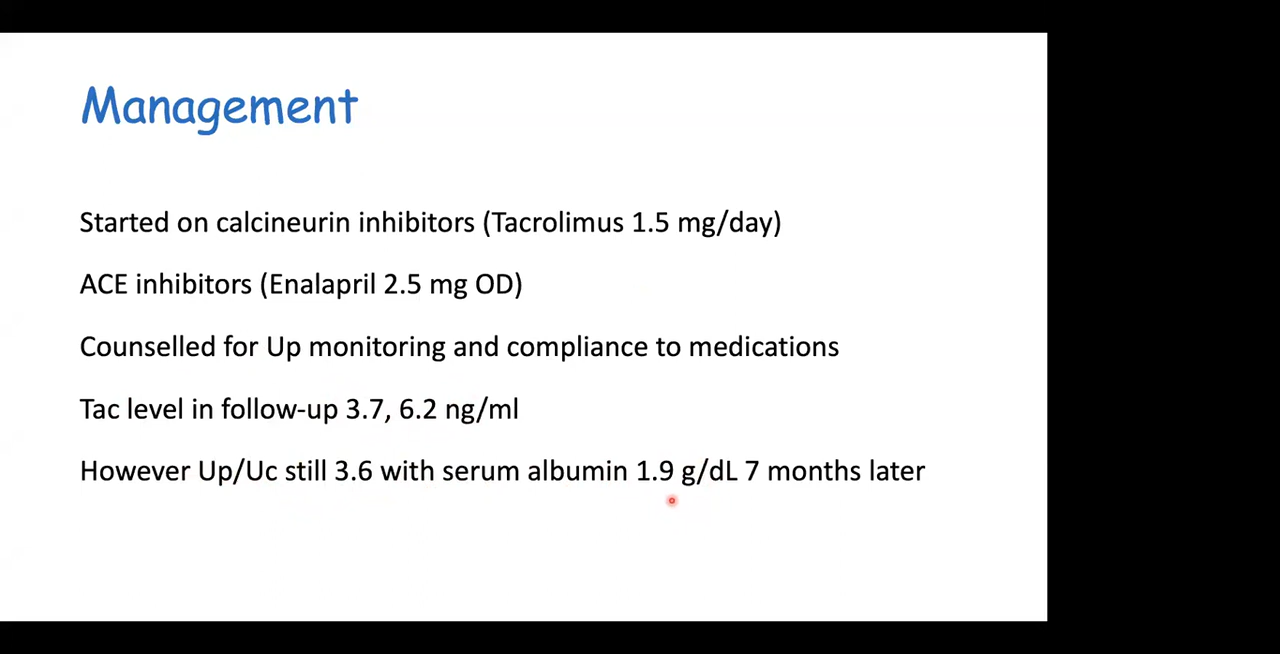 Management
Started on calcineurin inhibitors (Tacrolimus 1.5 mg/day)
ACE inhibitors (Enalapril 2.5 mg OD)
Counselled for Up monitoring and compliance to medications
Tac level in follow-up 3.7, 6.2 ng/ml
However Up/Uc still 3.6 with serum albumin 1.9 g/dL 7 months later